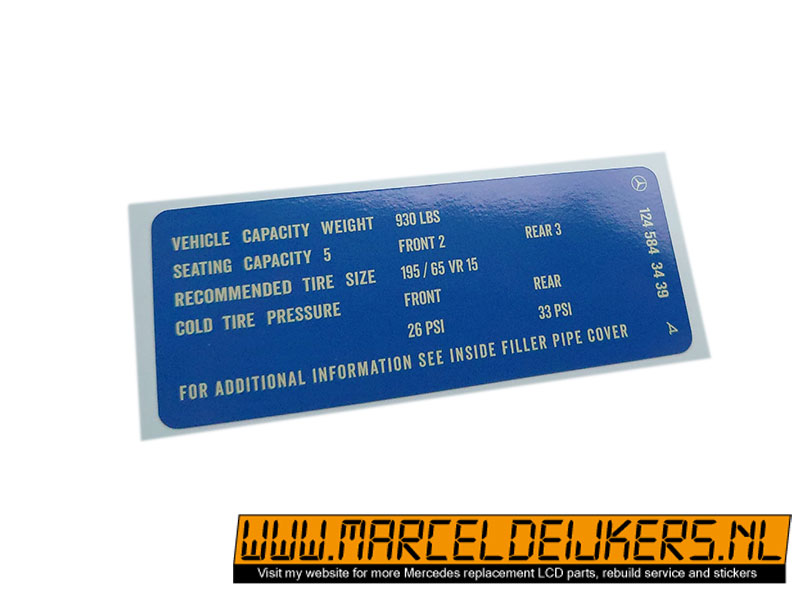 VEHICLE CAPACITY WEIGHT 930 LBS
SEATING CAPACITY 5 FRONT 2 REAR 3
RECOMMENDED TIRE SIZE 195 / 65 VR 15
COLD TIRE PRESSURE FRONT REAR
26 PSI 33 PSI
FOR ADDITIONAL INFORMATION SEE INSIDE FILLER PIPE COVER
124 584 34 39
A
WWW.MARCELDEIJKERS.NL
Visit my website for more Mercedes replacement LCD parts, rebuild service and stickers